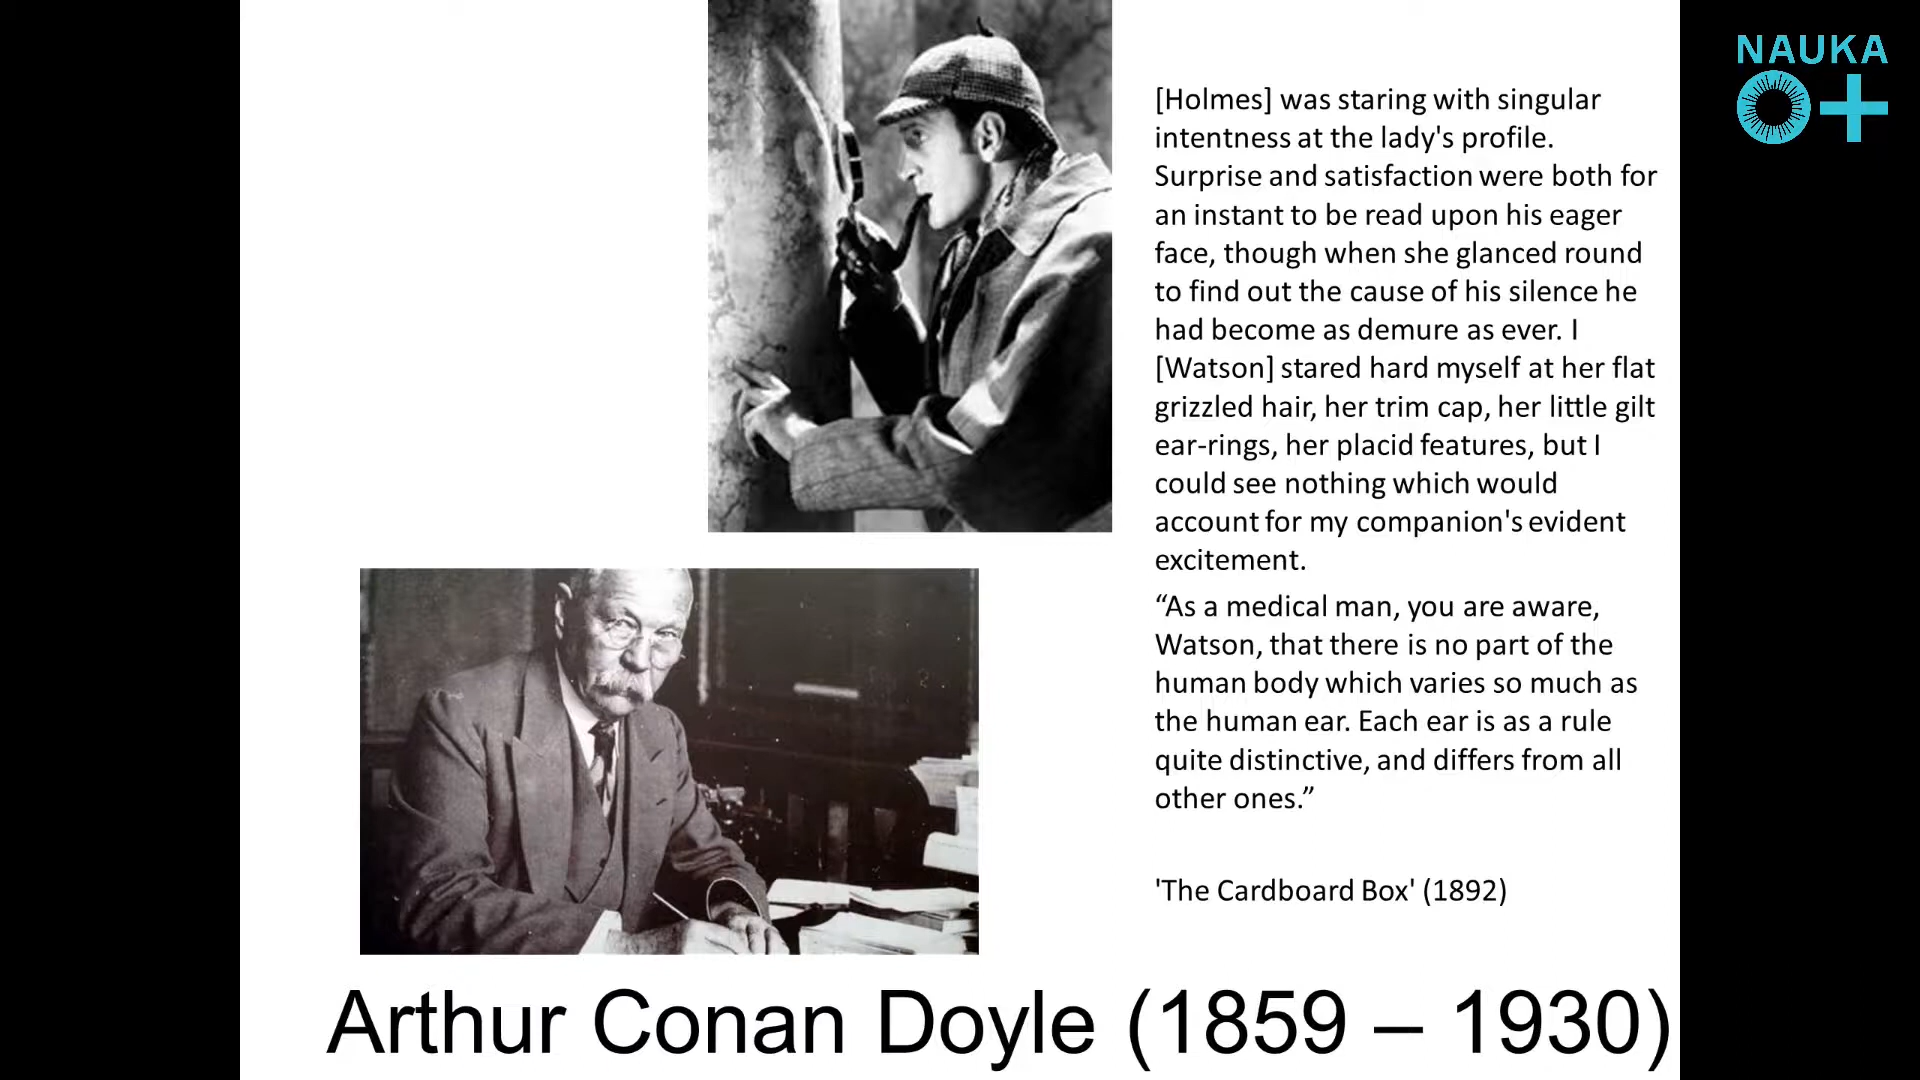 NAUKA
0+
[Holmes] was staring with singular
intentness at the lady's profile.
Surprise and satisfaction were both for
an instant to be read upon his eager
face, though when she glanced round
to find out the cause of his silence he
had become as demure as ever. I
[Watson] stared hard myself at her flat
grizzled hair, her trim cap, her little gilt
ear-rings, her placid features, but I
could see nothing which would
account for my companion's evident
excitement.
“As a medical man, you are aware,
Watson, that there is no part of the
human body which varies so much as
the human ear. Each ear is as a rule
quite distinctive, and differs from all
other ones.”
'The Cardboard Box' (1892)
Arthur Conan Doyle (1859 – 1930)